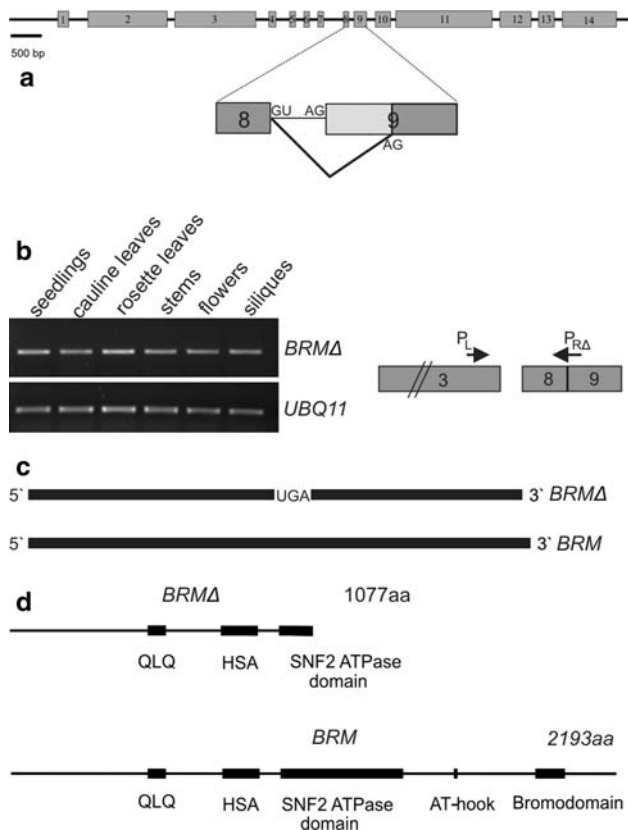 1 2 3 4 5 6 7 8 9 10 11 12 13 14
500 bp
a
8 GU AG 9
AG
b
seedlings cauline leaves rosette leaves stems flowers siliques
BRMΔ
UBQ11
PL PRΔ
3 8 9
c
5` UGA 3` BRMΔ
5` 3` BRM
d
BRMΔ 1077aa
QLQ HSA SNF2 ATPase
domain
BRM 2193aa
QLQ HSA SNF2 ATPase AT-hook Bromodomain
domain